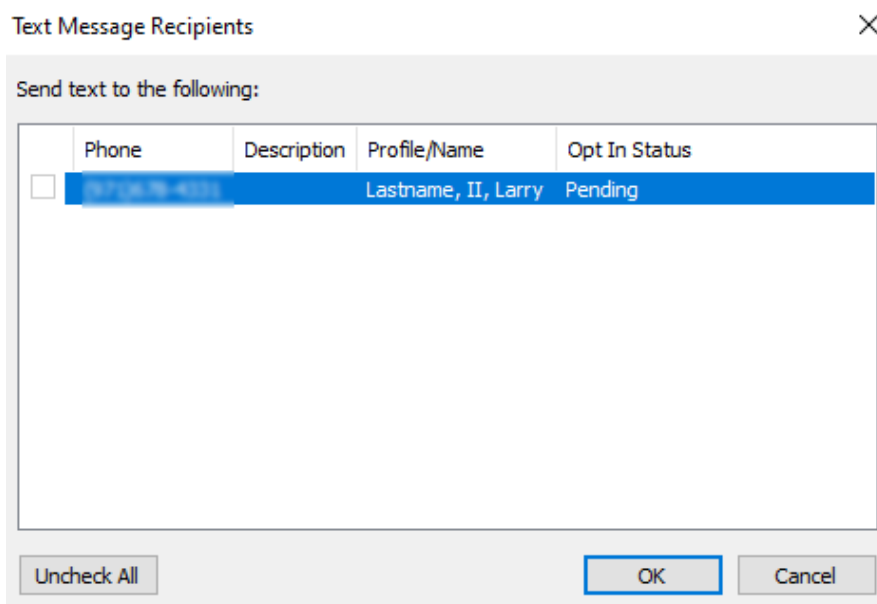 Text Message Recipients
Send text to the following:
Phone Description Profile/Name Opt In Status
Lastname, II, Larry Pending
Uncheck All OK Cancel